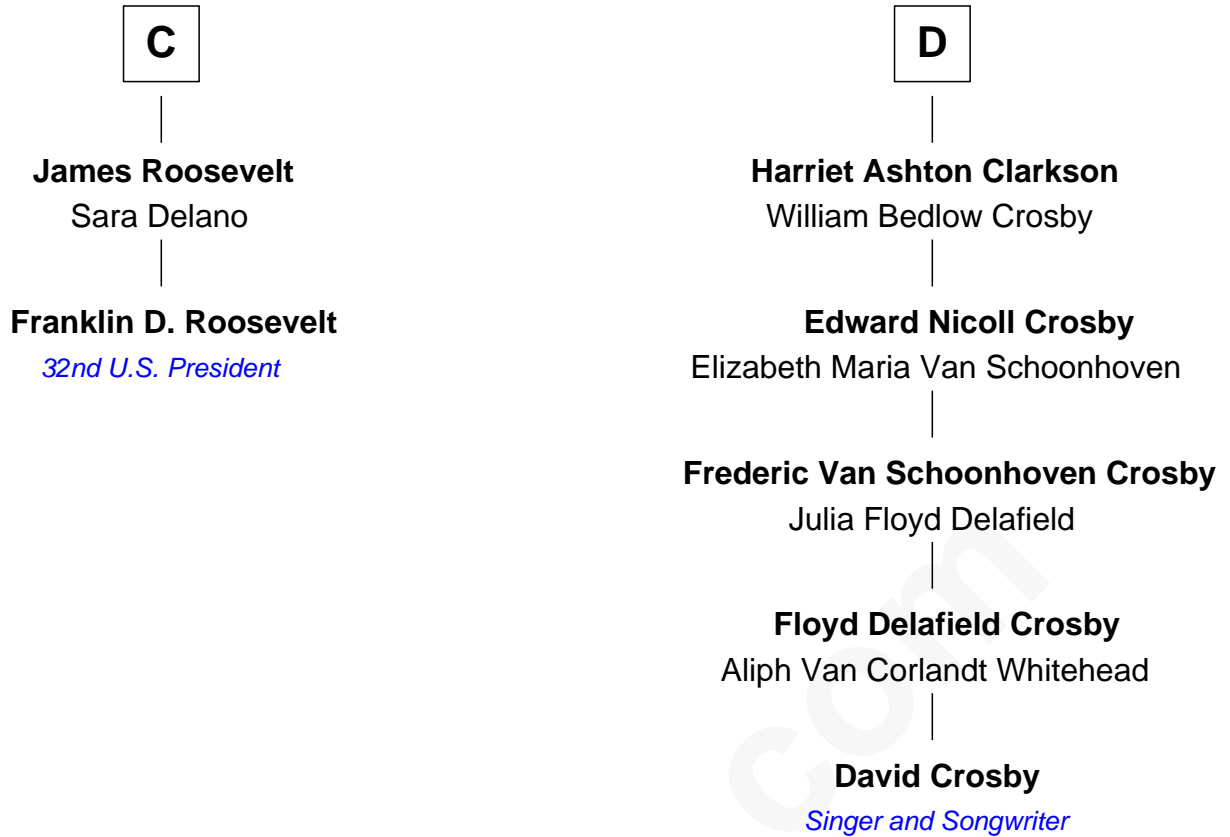 C
James Roosevelt
Sara Delano
Franklin D. Roosevelt
32nd U.S. President
D
Harriet Ashton Clarkson
William Bedlow Crosby
Edward Nicoll Crosby
Elizabeth Maria Van Schoonhoven
Frederic Van Schoonhoven Crosby
Julia Floyd Delafield
Floyd Delafield Crosby
Aliph Van Corlandt Whitehead
David Crosby
Singer and Songwriter
com